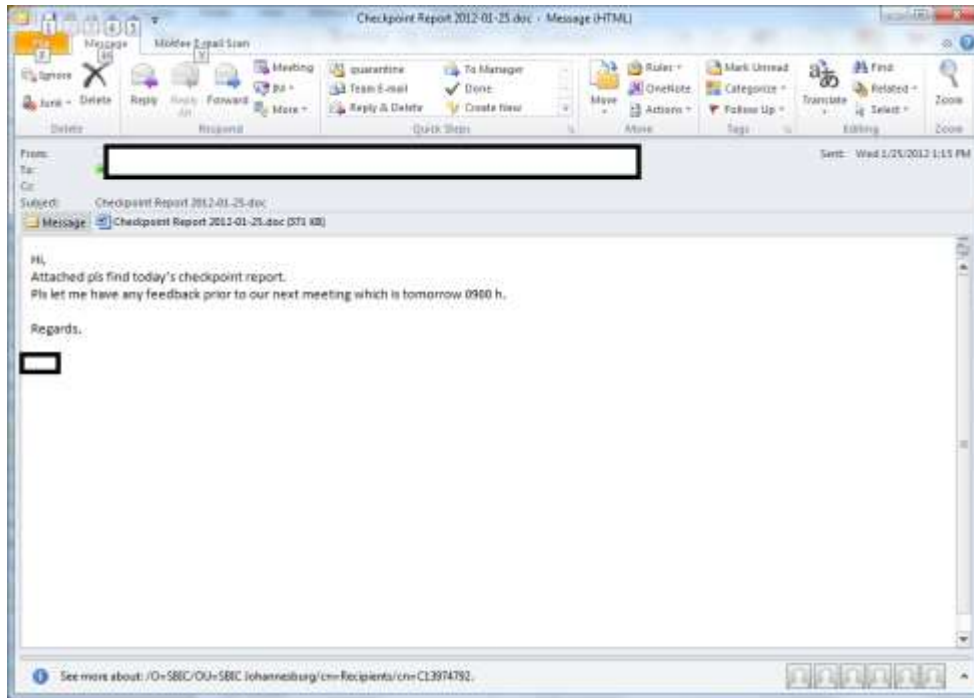 Checkpoint Report 2012-01-25.doc - Message (HTML)
1 4 5
File Message McAfee E-mail Scan
Ignore
Junk Delete
Reply Reply All Forward
Meeting
IM
More
quarantine To Manager
Team E-mail Done
Reply & Delete Create New
Move
Rules
OneNote
Actions
Mark Unread
Categorize
Follow Up
Translate
Find
Related
Select
Zoom
Delete Respond Quick Steps Move Tags Editing Zoom
From: Sent: Wed 1/25/2012 1:15 PM
To:
Cc:
Subject: Checkpoint Report 2012-01-25.doc
Message Checkpoint Report 2012-01-25.doc (571 KB)
Hi,
Attached pls find today's checkpoint report.
Pls let me have any feedback prior to our next meeting which is tomorrow 0900 h.
Regards.
See more about: /O=SBIC/OU=SBIC Johannesburg/cn=Recipients/cn=C13974792.